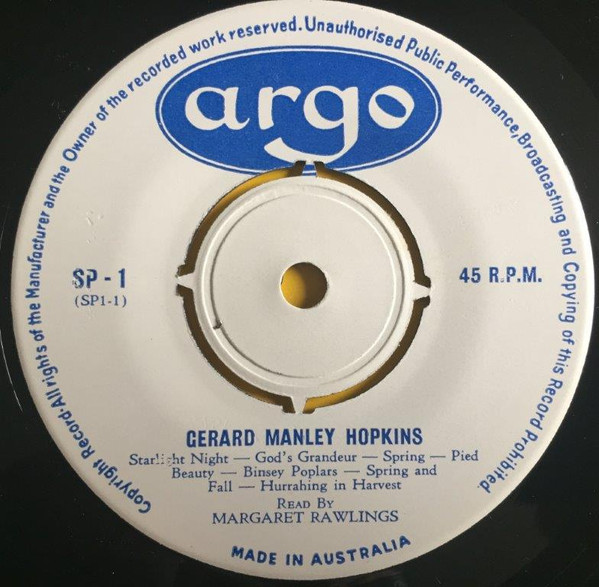 Copyright Record·All rights of the Manufacturer and the Owner of the recorded work reserved. Unauthorised Public Performance, Broadcasting and Copying of this Record Prohibited.
argo
SP - 1
(SP1-1)
45 R.P.M.
GERARD MANLEY HOPKINS
Starlight Night — God's Grandeur — Spring — Pied
Beauty — Binsey Poplars — Spring and
Fall — Hurrahing in Harvest
READ BY
MARGARET RAWLINGS
MADE IN AUSTRALIA